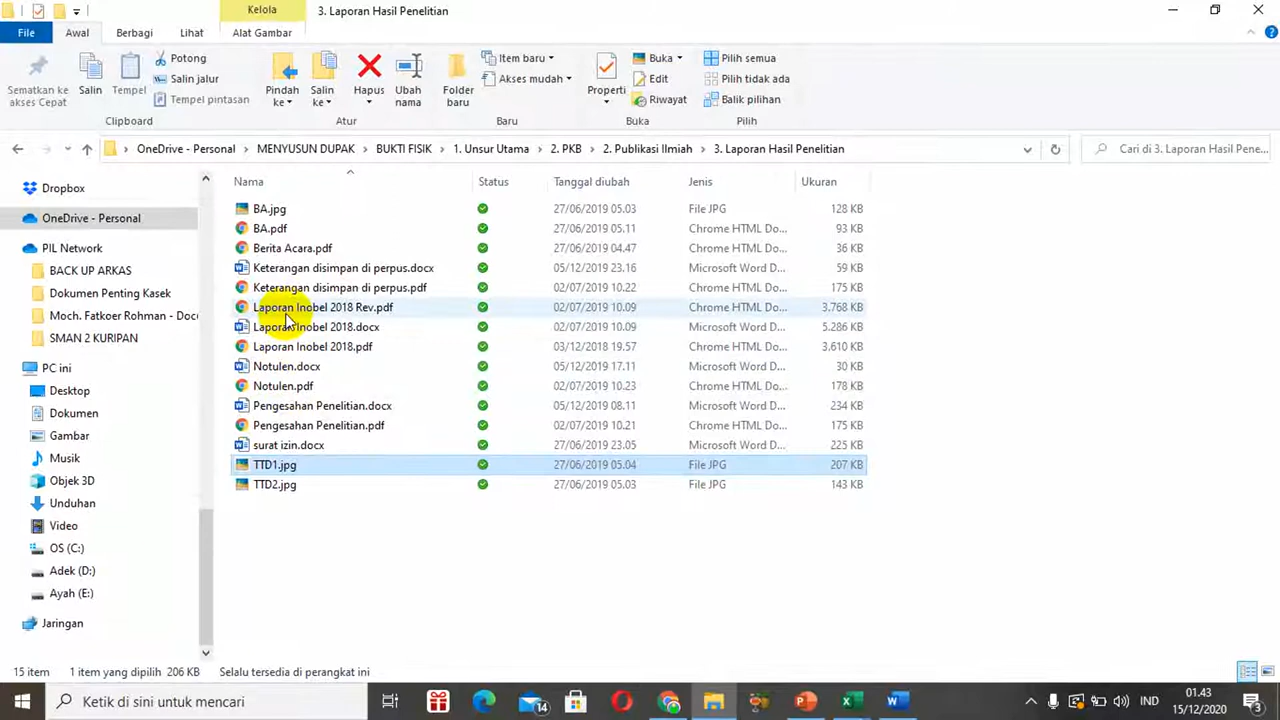 Kelola
3. Laporan Hasil Penelitian
File
Awal
Berbagi
Lihat
Alat Gambar
Sematkan ke akses Cepat
Salin
Tempel
Potong
Salin jalur
Tempel pintasan
Clipboard
Pindah ke
Salin ke
Hapus
Ubah nama
Atur
Folder baru
Item baru
Akses mudah
Baru
Properti
Buka
Edit
Riwayat
Buka
Pilih semua
Pilih tidak ada
Balik pilihan
Pilih
OneDrive - Personal > MENYUSUN DUPAK > BUKTI FISIK > 1. Unsur Utama > 2. PKB > 2. Publikasi Ilmiah > 3. Laporan Hasil Penelitian
Cari di 3. Laporan Hasil Pene...
Dropbox
OneDrive - Personal
PIL Network
BACK UP ARKAS
Dokumen Penting Kasek
Moch. Fatkoer Rohman - Docu
SMAN 2 KURIPAN
PC ini
Desktop
Dokumen
Gambar
Musik
Objek 3D
Unduhan
Video
OS (C:)
Adek (D:)
Ayah (E:)
Jaringan
Nama Status Tanggal diubah Jenis Ukuran
BA.jpg 27/06/2019 05.03 File JPG 128 KB
BA.pdf 27/06/2019 05.11 Chrome HTML Do... 93 KB
Berita Acara.pdf 27/06/2019 04.47 Chrome HTML Do... 36 KB
Keterangan disimpan di perpus.docx 05/12/2019 23.16 Microsoft Word D... 59 KB
Keterangan disimpan di perpus.pdf 02/07/2019 10.22 Chrome HTML Do... 175 KB
Laporan Inobel 2018 Rev.pdf 02/07/2019 10.09 Chrome HTML Do... 3.768 KB
Laporan Inobel 2018.docx 02/07/2019 10.09 Microsoft Word D... 5.286 KB
Laporan Inobel 2018.pdf 03/12/2018 19.57 Chrome HTML Do... 3.610 KB
Notulen.docx 05/12/2019 17.11 Microsoft Word D... 30 KB
Notulen.pdf 02/07/2019 10.23 Chrome HTML Do... 178 KB
Pengesahan Penelitian.docx 05/12/2019 08.11 Microsoft Word D... 234 KB
Pengesahan Penelitian.pdf 02/07/2019 10.21 Chrome HTML Do... 175 KB
surat izin.docx 27/06/2019 23.05 Microsoft Word D... 225 KB
TTD1.jpg 27/06/2019 05.04 File JPG 207 KB
TTD2.jpg 27/06/2019 05.03 File JPG 143 KB
15 item 1 item yang dipilih 206 KB Selalu tersedia di perangkat ini
Ketik di sini untuk mencari
14
IND
01.43
15/12/2020
3